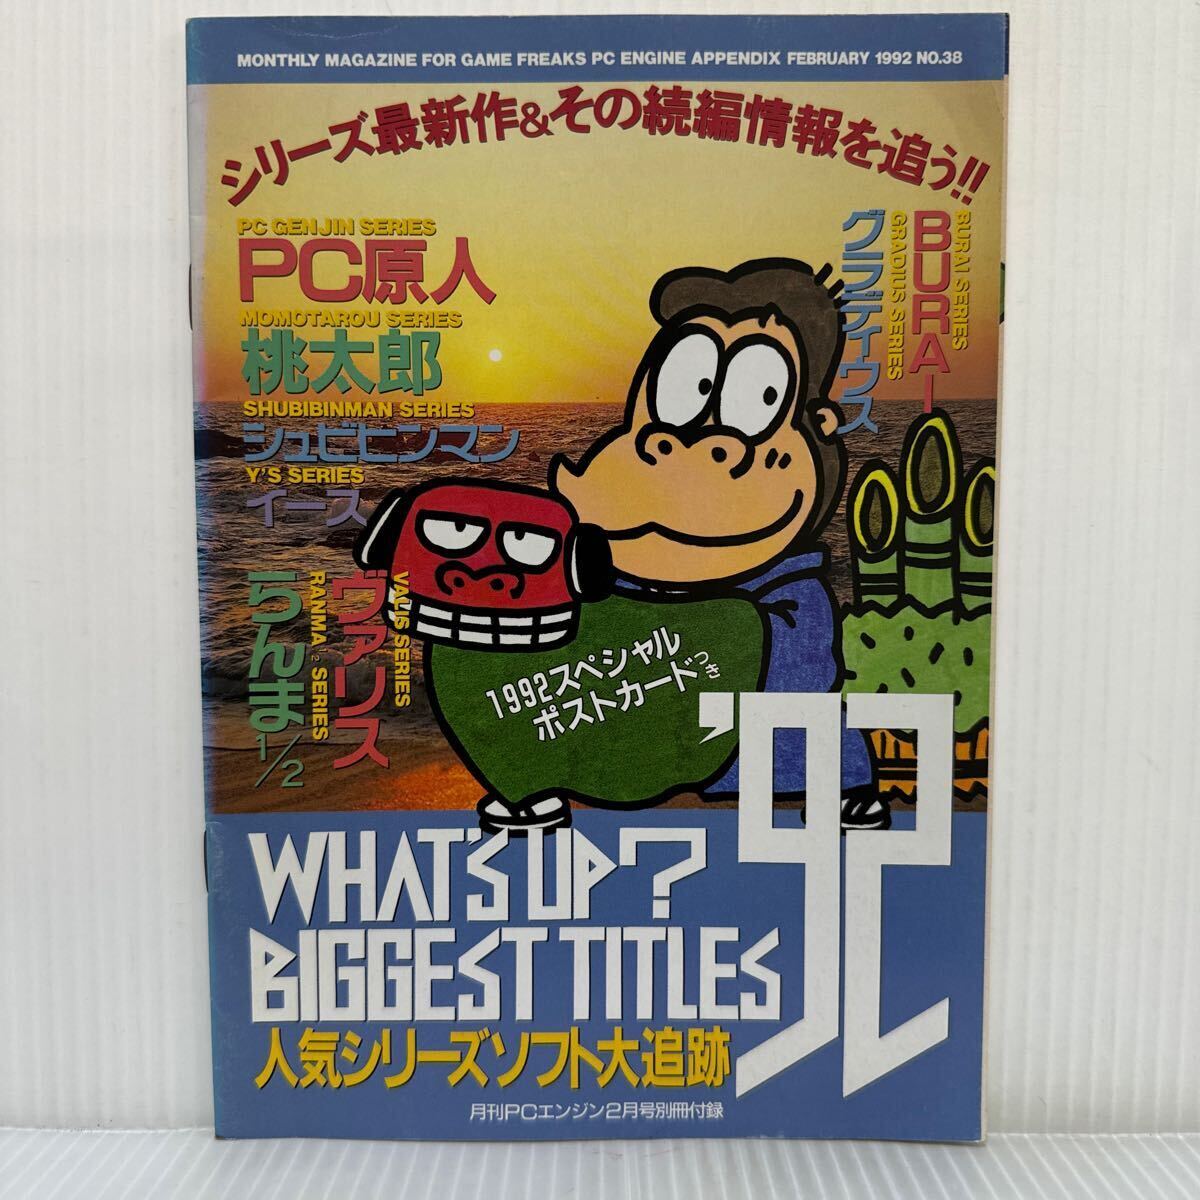 MONTHLY MAGAZINE FOR GAME FREAKS PC ENGINE APPENDIX FEBRUARY 1992 NO.38
シリーズ最新作&その続編情報を追う!!
PC GENJIN SERIES
PC原人
MOMOTAROU SERIES
桃太郎
SHUBIBINMAN SERIES
シュビビンマン
Y'S SERIES
イース
BURAI SERIES
BURAI
GRADIUS SERIES
グラディウス
VALIS SERIES
ヴァリス
RANMA 1/2 SERIES
らんま1/2
1992スペシャル
ポストカードつき
'92
WHAT'S UP?
BIGGEST TITLES
人気シリーズソフト大追跡
月刊PCエンジン2月号別冊付録